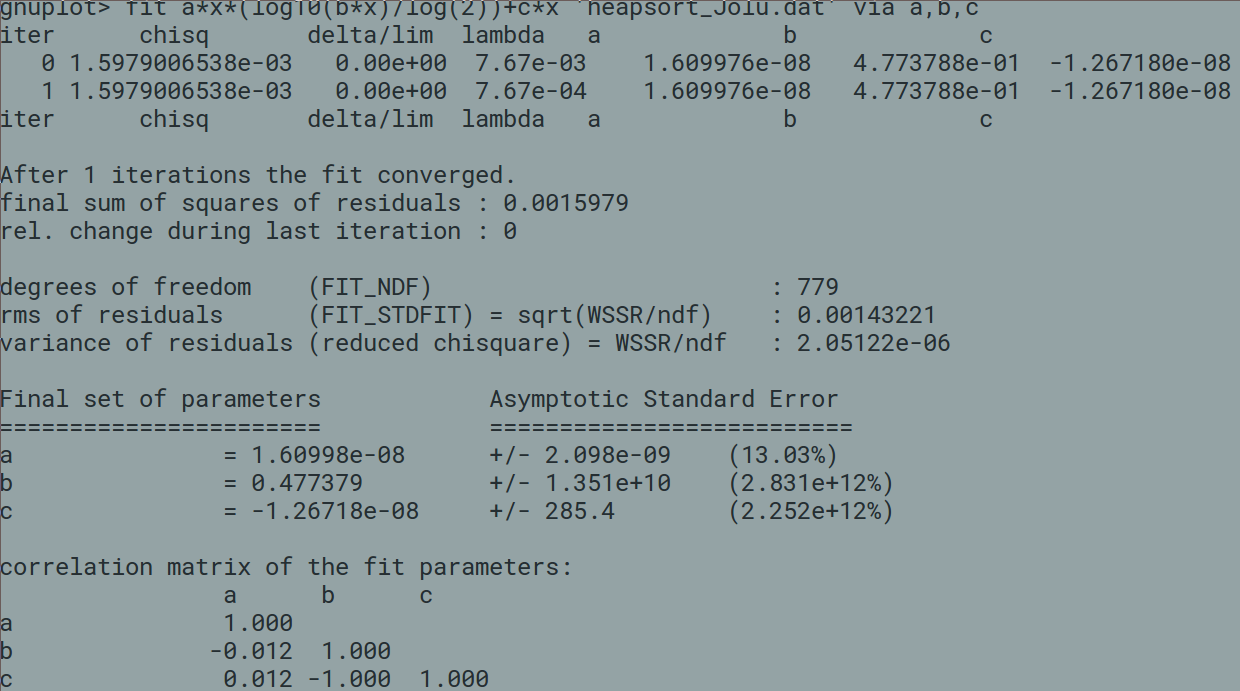 gnuplot> fit a*x*(log10(b*x)/log(2))+c*x 'heapsort_Jolu.dat' via a,b,c
iter chisq delta/lim lambda a b c
0 1.5979006538e-03 0.00e+00 7.67e-03 1.609976e-08 4.773788e-01 -1.267180e-08
1 1.5979006538e-03 0.00e+00 7.67e-04 1.609976e-08 4.773788e-01 -1.267180e-08
iter chisq delta/lim lambda a b c
After 1 iterations the fit converged.
final sum of squares of residuals : 0.0015979
rel. change during last iteration : 0
degrees of freedom (FIT_NDF) : 779
rms of residuals (FIT_STDFIT) = sqrt(WSSR/ndf) : 0.00143221
variance of residuals (reduced chisquare) = WSSR/ndf : 2.05122e-06
Final set of parameters Asymptotic Standard Error
======================= ==========================
a = 1.60998e-08 +/- 2.098e-09 (13.03%)
b = 0.477379 +/- 1.351e+10 (2.831e+12%)
c = -1.26718e-08 +/- 285.4 (2.252e+12%)
correlation matrix of the fit parameters:
a b c
a 1.000
b -0.012 1.000
c 0.012 -1.000 1.000